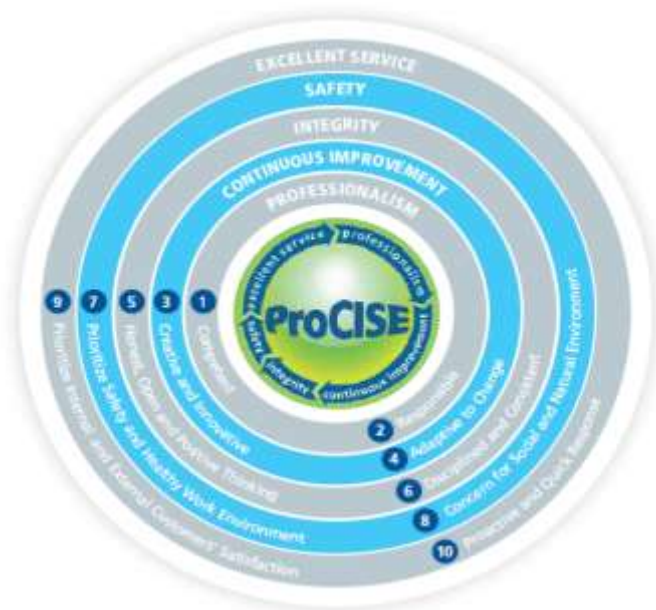 EXCELLENT SERVICE
SAFETY
INTEGRITY
CONTINUOUS IMPROVEMENT
PROFESSIONALISM
excellent service
professionalism
continuous improvement
integrity
safety
ProCISE
1 Competent
2 Responsible
3 Creative and Innovative
4 Adaptive to Change
5 Honest, Open and Positive Thinking
6 Disciplined and Consistent
7 Prioritize Safety and Healthy Work Environment
8 Concern for Social and Natural Environment
9 Prioritize Internal and External Customers' Satisfaction
10 Proactive and Quick Response